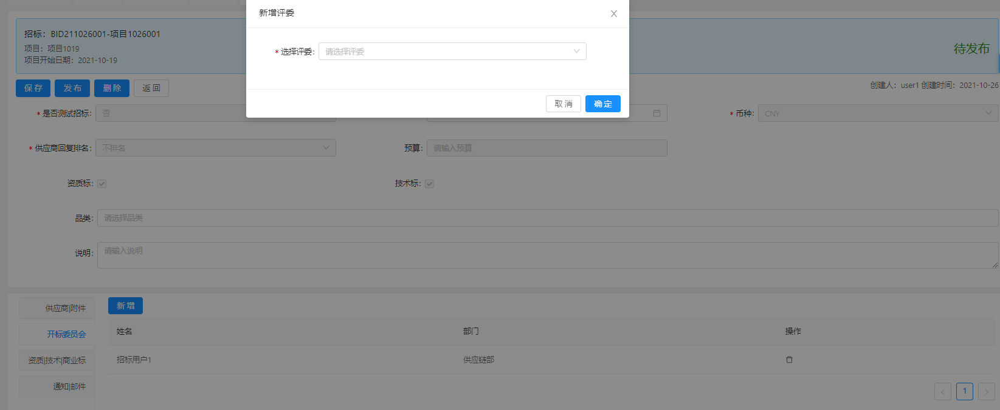 新增评委
招标：BID211026001-项目1026001
项目：项目1019
项目开始日期：2021-10-19
待发布
* 选择评委:
请选择评委
取 消
确 定
保 存
发 布
删 除
返 回
创建人：user1 创建时间：2021-10-26
* 是否测试招标:
否
* 币种:
CNY
* 供应商回复排名:
不排名
预算:
请输入预算
资质标:
技术标:
品类:
请选择品类
说明:
请输入说明
供应商|附件
开标委员会
资质|技术|商业标
通知|邮件
新 增
姓名
部门
操作
招标用户1
供应链部
1